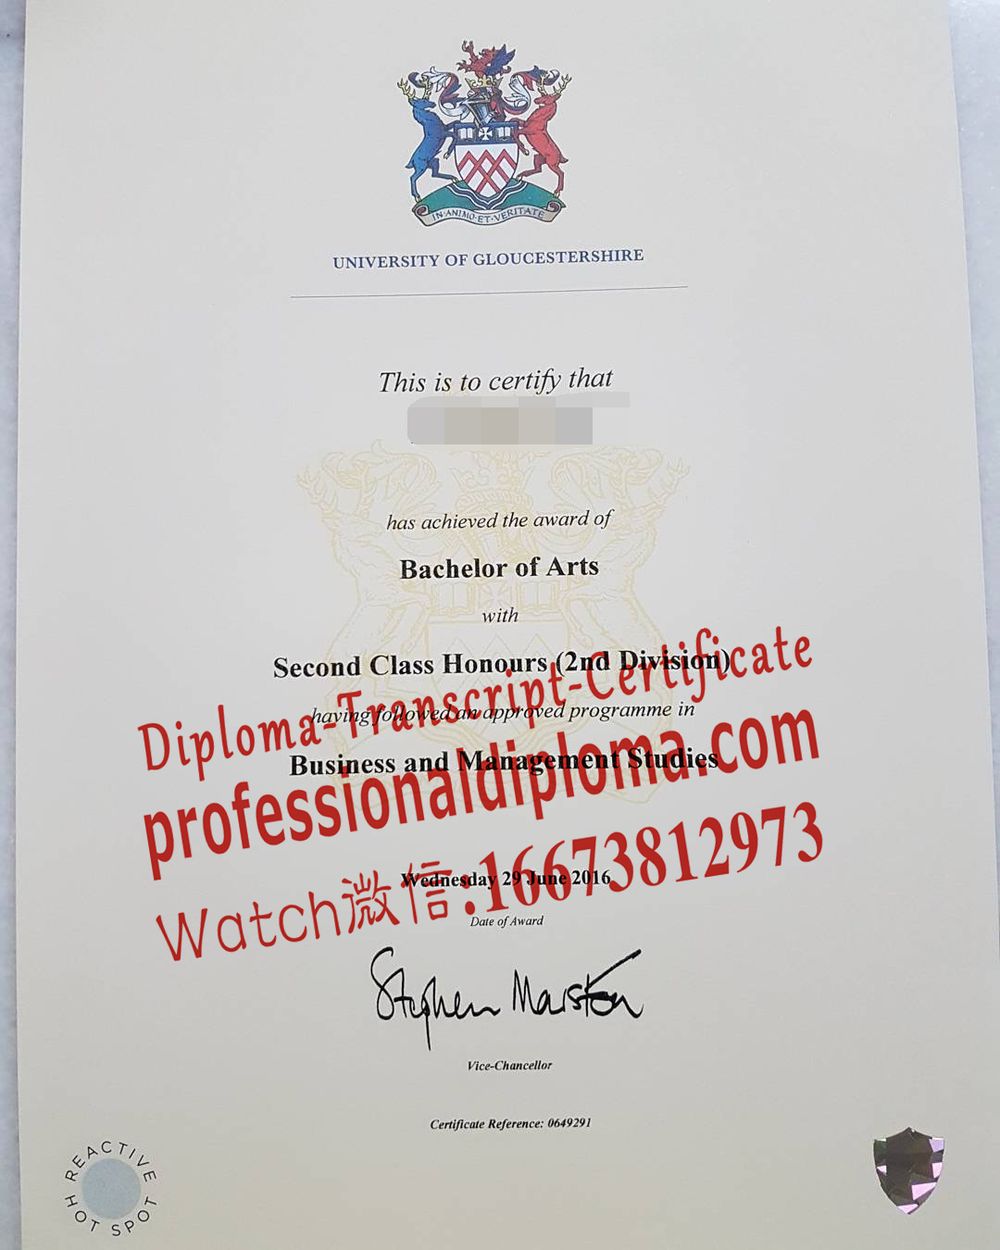 IN·ANIMO·ET·VERITATE
UNIVERSITY OF GLOUCESTERSHIRE
This is to certify that
has achieved the award of
Bachelor of Arts
with
Second Class Honours (2nd Division)
Diploma-Transcript-Certificate
having followed an approved programme in
Business and Management Studies
professionaldiploma.com
Wednesday 29 June 2016
Watch微信:16673812973
Date of Award
Stephen Marston
Vice-Chancellor
Certificate Reference: 0649291
REACTIVE
HOT SPOT